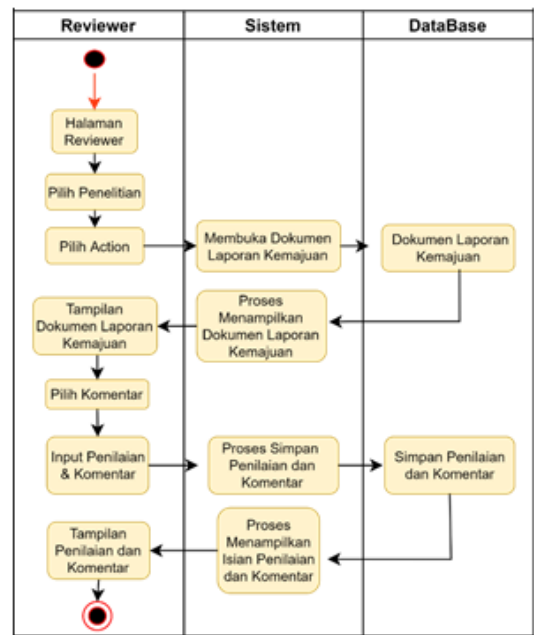 Reviewer
Sistem
DataBase
Halaman
Reviewer
Pilih Penelitian
Pilih Action
Membuka Dokumen
Laporan Kemajuan
Dokumen Laporan
Kemajuan
Proses
Menampilkan
Dokumen Laporan
Kemajuan
Tampilan
Dokumen Laporan
Kemajuan
Pilih Komentar
Input Penilaian
& Komentar
Proses Simpan
Penilaian dan
Komentar
Simpan Penilaian
dan Komentar
Proses
Menampilkan
Isian Penilaian
dan Komentar
Tampilan
Penilaian dan
Komentar